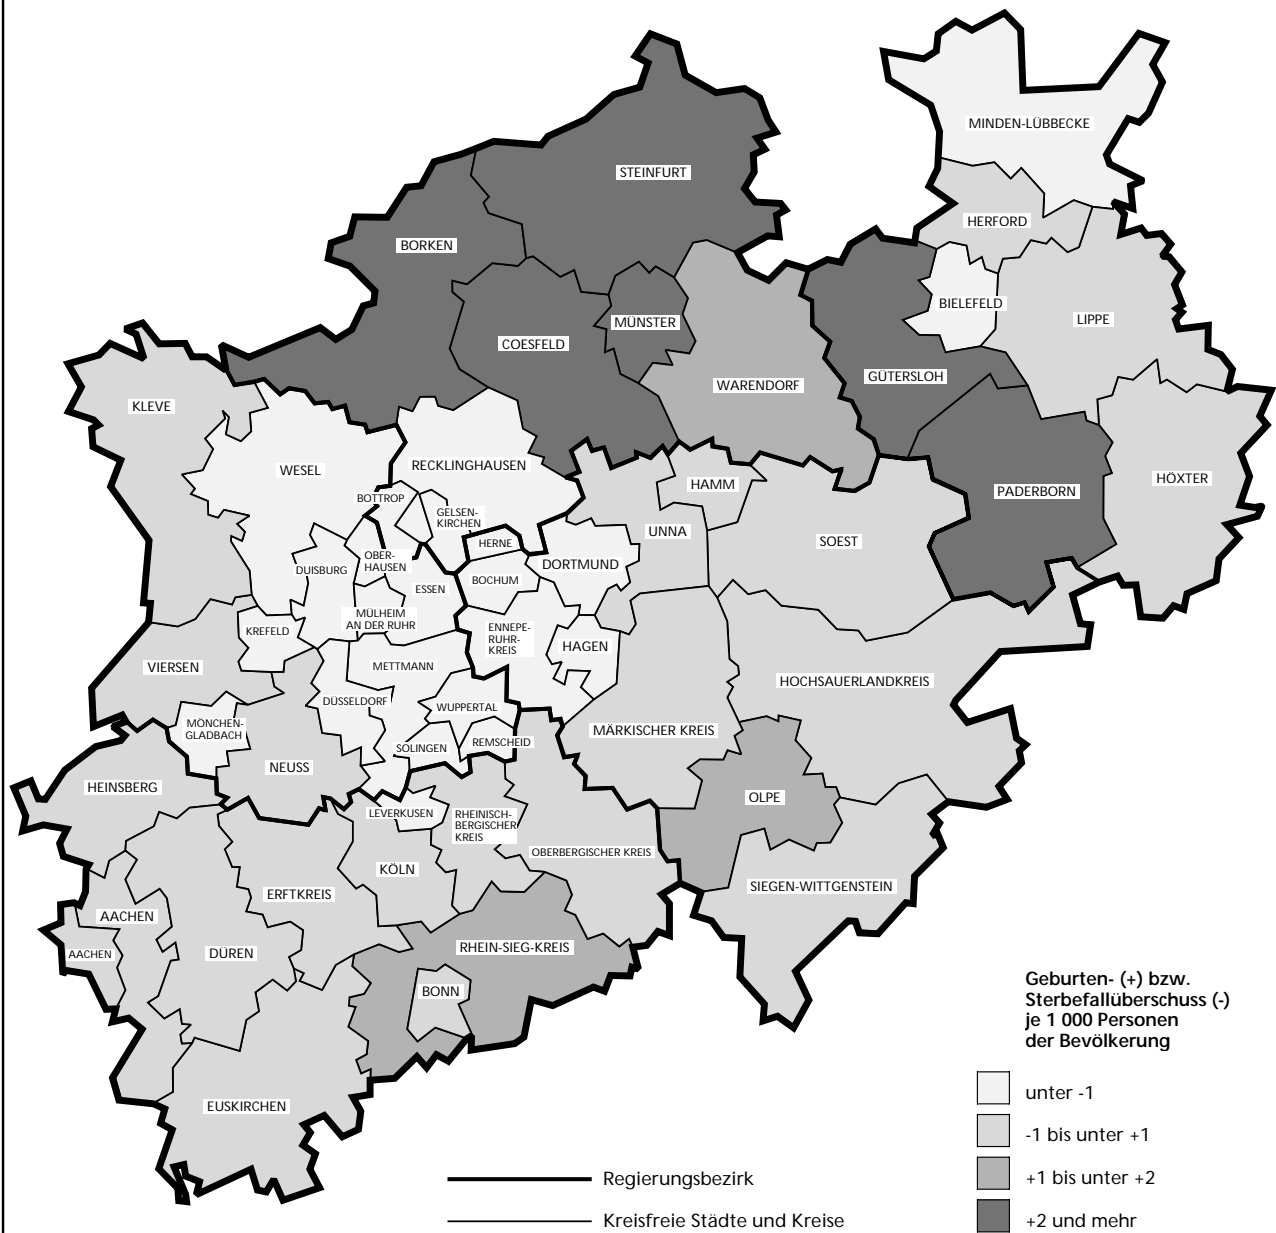 MINDEN-LÜBBECKE
STEINFURT
HERFORD
BORKEN
BIELEFELD
LIPPE
MÜNSTER
COESFELD
GÜTERSLOH
WARENDORF
KLEVE
RECKLINGHAUSEN
WESEL
HÖXTER
HAMM
PADERBORN
BOTTROP
GELSEN-
KIRCHEN
UNNA
SOEST
HERNE
OBER-
HAUSEN
DORTMUND
DUISBURG
BOCHUM
ESSEN
MÜLHEIM
AN DER RUHR
KREFELD
ENNEPE-
RUHR-
KREIS
HAGEN
VIERSEN
METTMANN
HOCHSAUERLANDKREIS
DÜSSELDORF
WUPPERTAL
MÖNCHEN-
GLADBACH
MÄRKISCHER KREIS
REMSCHEID
SOLINGEN
NEUSS
HEINSBERG
OLPE
LEVERKUSEN
RHEINISCH-
BERGISCHER
KREIS
OBERBERGISCHER KREIS
KÖLN
SIEGEN-WITTGENSTEIN
ERFTKREIS
AACHEN
RHEIN-SIEG-KREIS
DÜREN
AACHEN
BONN
EUSKIRCHEN
Geburten- (+) bzw.
Sterbefallüberschuss (-)
je 1 000 Personen
der Bevölkerung
unter -1
-1 bis unter +1
+1 bis unter +2
+2 und mehr
Regierungsbezirk
Kreisfreie Städte und Kreise